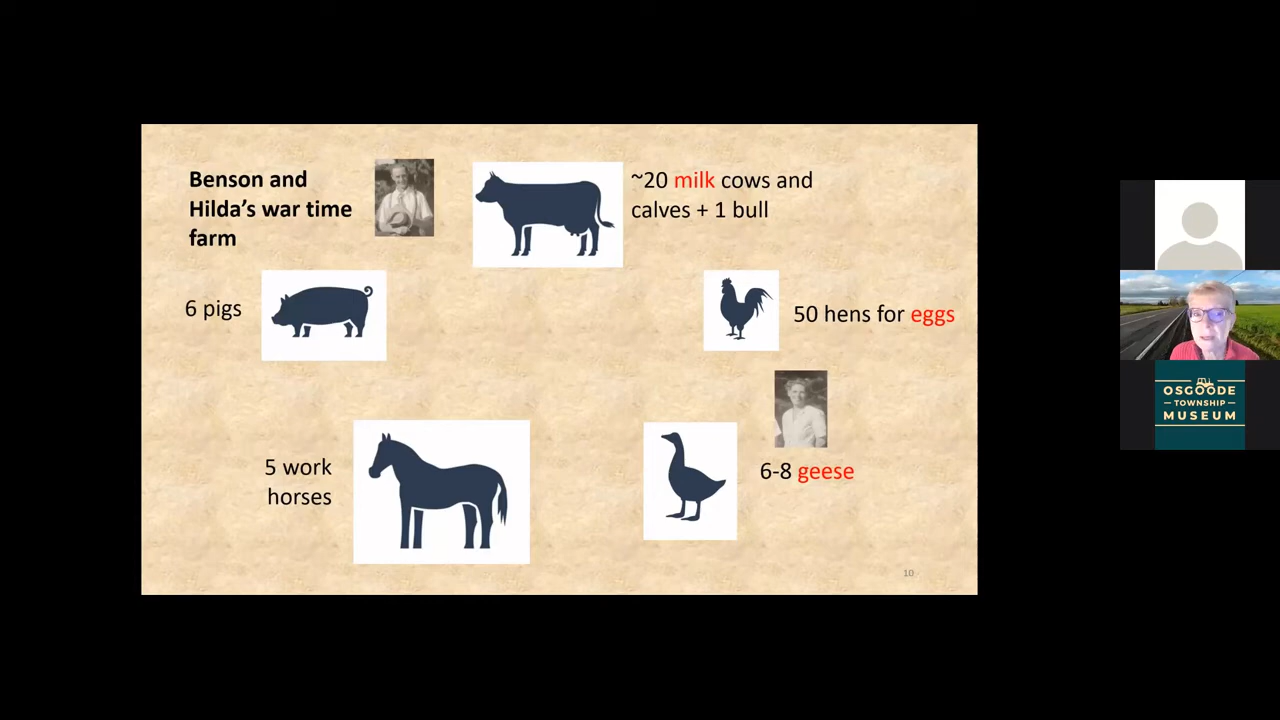 Benson and
Hilda's war time
farm
~20 milk cows and
calves + 1 bull
6 pigs
50 hens for eggs
5 work
horses
6-8 geese
10
OSGOODE
TOWNSHIP
MUSEUM